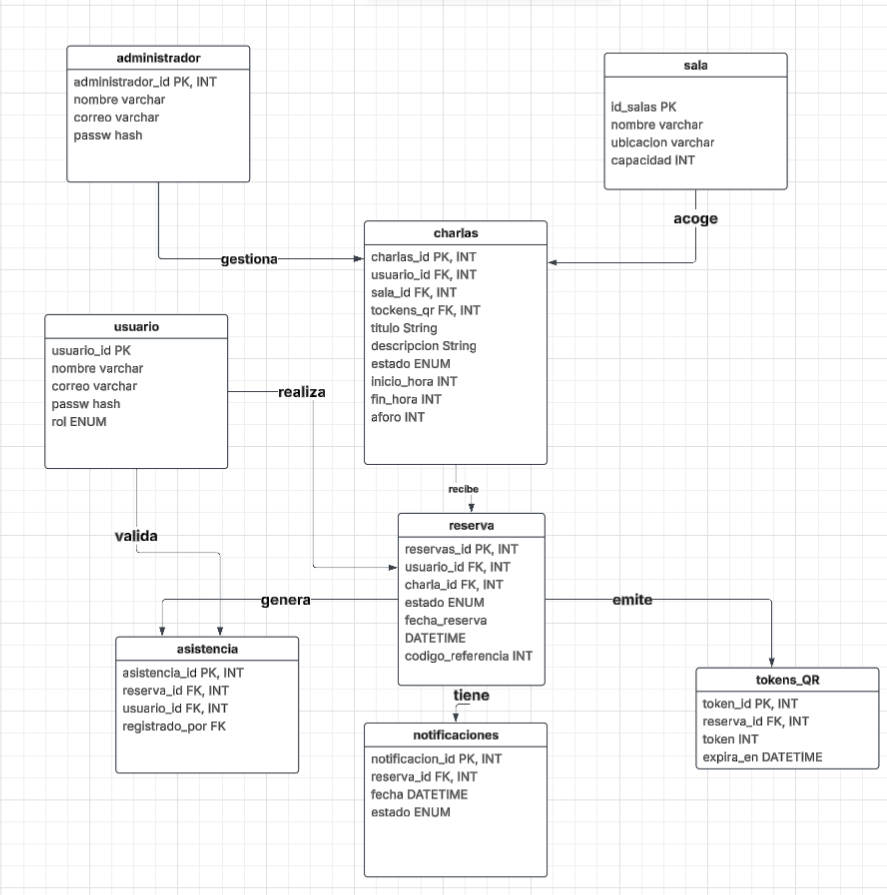 administrador
administrador_id PK, INT
nombre varchar
correo varchar
passw hash
sala
id_salas PK
nombre varchar
ubicacion varchar
capacidad INT
acoge
gestiona
charlas
charlas_id PK, INT
usuario_id FK, INT
sala_id FK, INT
tockens_qr FK, INT
titulo String
descripcion String
estado ENUM
inicio_hora INT
fin_hora INT
aforo INT
usuario
usuario_id PK
nombre varchar
correo varchar
passw hash
rol ENUM
realiza
recibe
valida
reserva
reservas_id PK, INT
usuario_id FK, INT
charla_id FK, INT
estado ENUM
fecha_reserva
DATETIME
codigo_referencia INT
genera
emite
asistencia
asistencia_id PK, INT
reserva_id FK, INT
usuario_id FK, INT
registrado_por FK
tiene
notificaciones
notificacion_id PK, INT
reserva_id FK, INT
fecha DATETIME
estado ENUM
tokens_QR
token_id PK, INT
reserva_id FK, INT
token INT
expira_en DATETIME